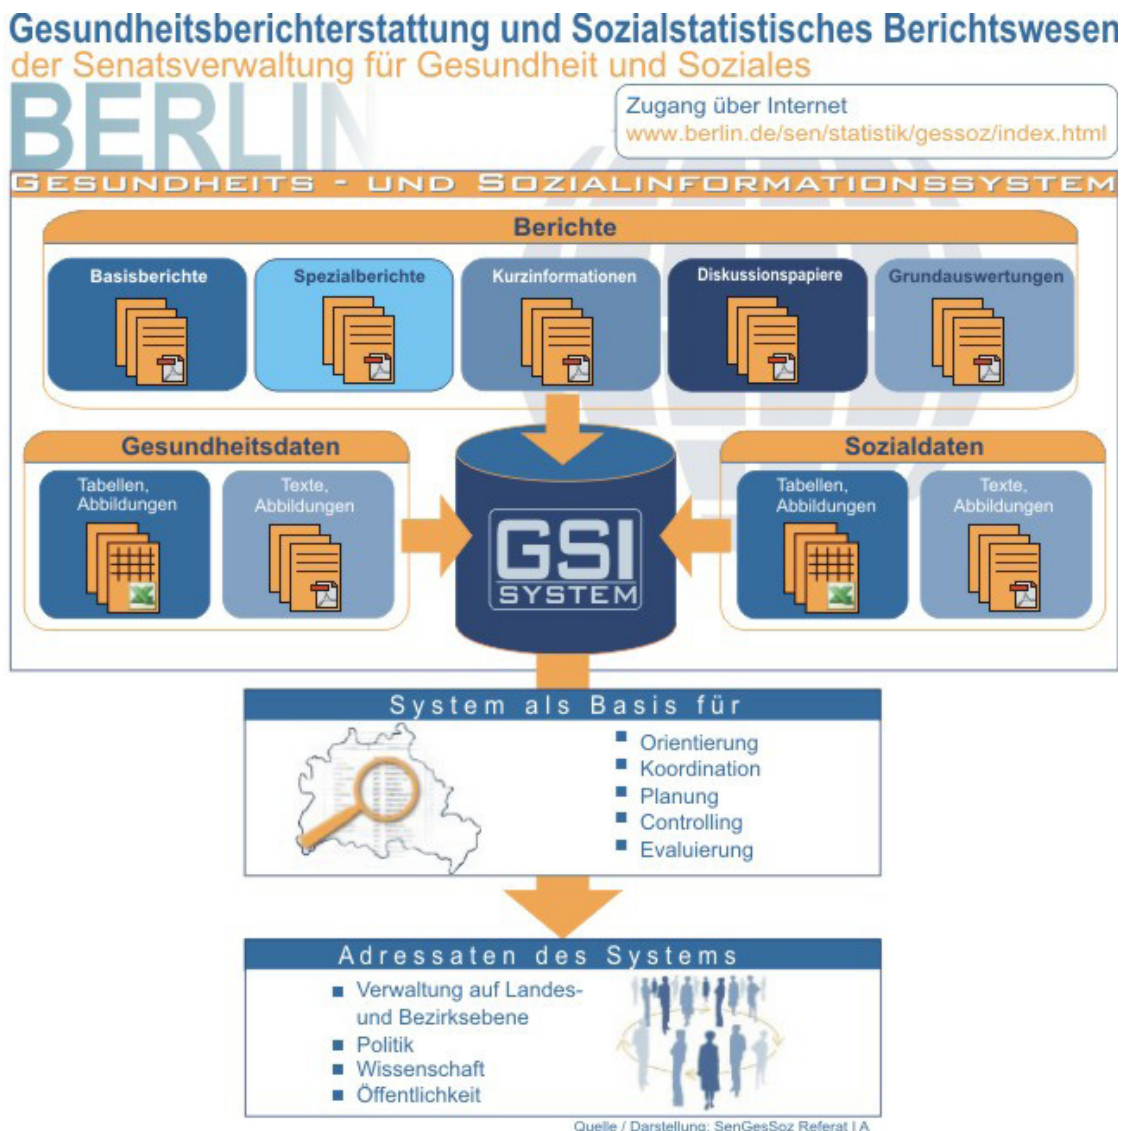 Gesundheitsberichterstattung und Sozialstatistisches Berichtswesen
der Senatsverwaltung für Gesundheit und Soziales
BERLIN
Zugang über Internet
www.berlin.de/sen/statistik/gessoz/index.html
GESUNDHEITS - UND SOZIALINFORMATIONSSYSTEM
Berichte
Basisberichte
Spezialberichte
Kurzinformationen
Diskussionspapiere
Grundauswertungen
Gesundheitsdaten
Tabellen,
Abbildungen
Texte,
Abbildungen
GSI
SYSTEM
Sozialdaten
Tabellen,
Abbildungen
Texte,
Abbildungen
System als Basis für
Orientierung
Koordination
Planung
Controlling
Evaluierung
Adressaten des Systems
Verwaltung auf Landes-
und Bezirksebene
Politik
Wissenschaft
Öffentlichkeit
Quelle / Darstellung: SenGesSoz Referat I A